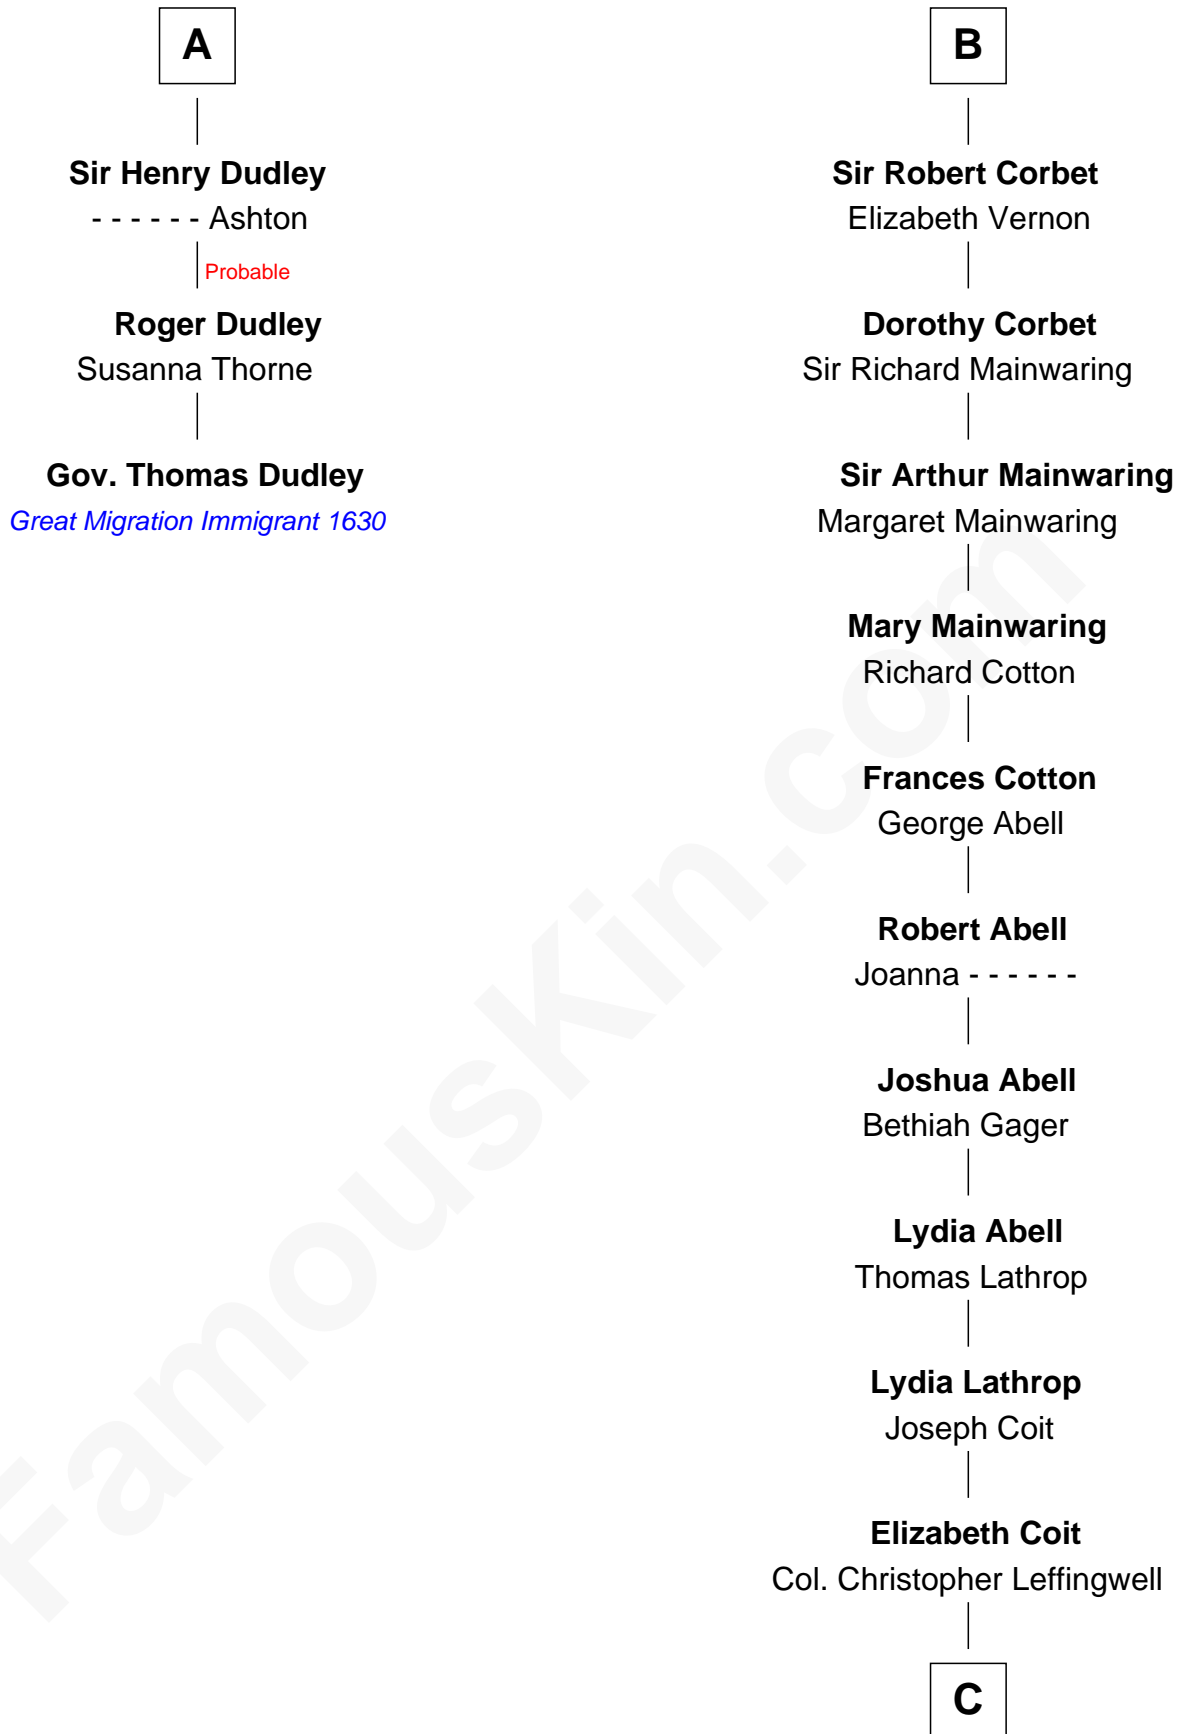 A
Sir Henry Dudley
- - - - - - Ashton
Probable
Roger Dudley
Susanna Thorne
Gov. Thomas Dudley
Great Migration Immigrant 1630
B
Sir Robert Corbet
Elizabeth Vernon
Dorothy Corbet
Sir Richard Mainwaring
Sir Arthur Mainwaring
Margaret Mainwaring
Mary Mainwaring
Richard Cotton
Frances Cotton
George Abell
Robert Abell
Joanna - - - - - -
Joshua Abell
Bethiah Gager
Lydia Abell
Thomas Lathrop
Lydia Lathrop
Joseph Coit
Elizabeth Coit
Col. Christopher Leffingwell
C
FamousKin.com